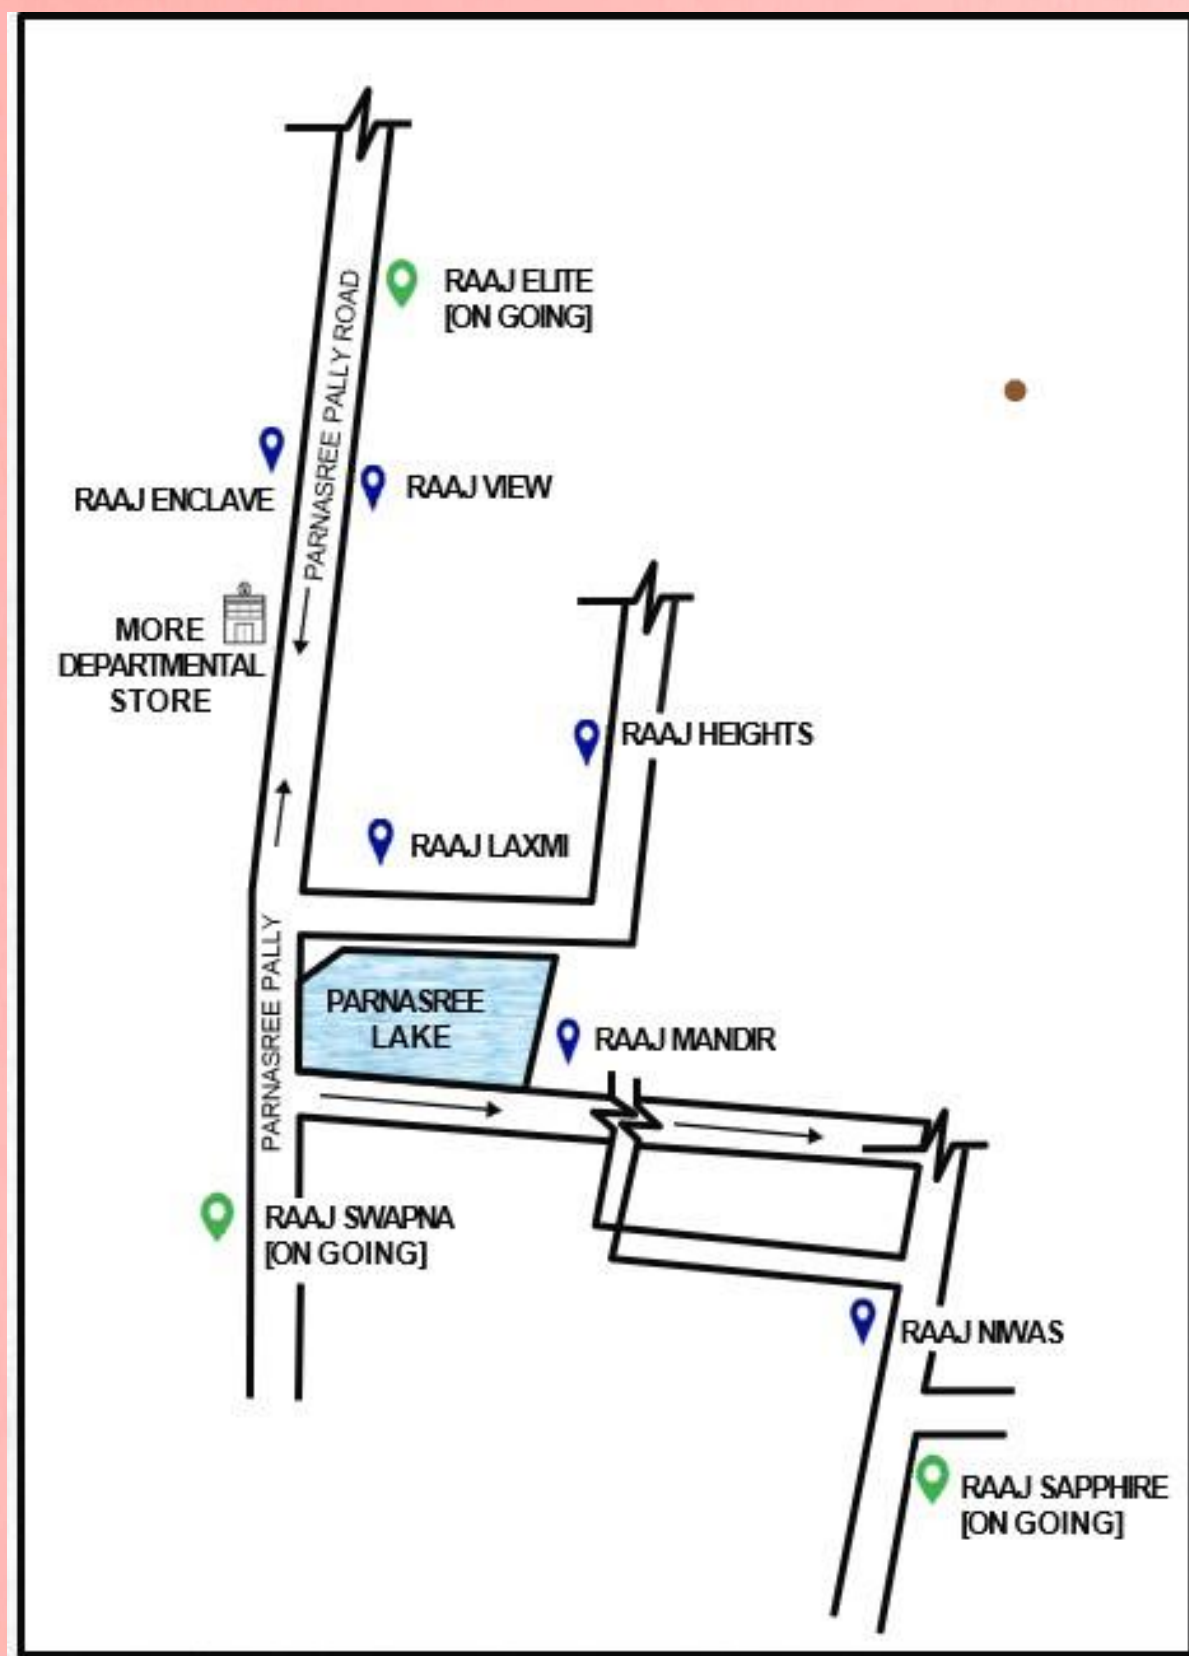 RAAJ ELITE
[ON GOING]
PARNASREE PALLY ROAD
RAAJ ENCLAVE
RAAJ VIEW
MORE
DEPARTMENTAL
STORE
RAAJ HEIGHTS
RAAJ LAXMI
PARNASREE PALLY
PARNASREE
LAKE
RAAJ MANDIR
RAAJ SWAPNA
[ON GOING]
RAAJ NIWAS
RAAJ SAPPHIRE
[ON GOING]